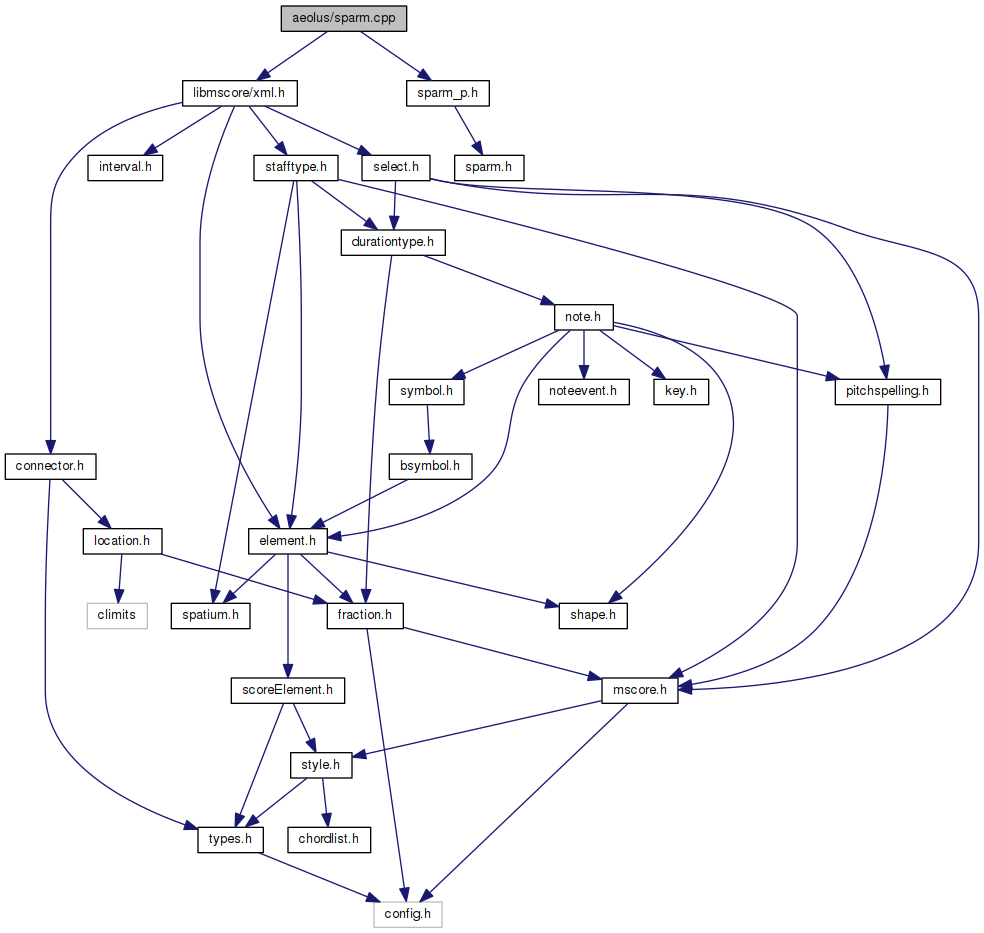 aeolus/sparm.cpp
libmscore/xml.h
sparm_p.h
interval.h
stafftype.h
select.h
sparm.h
durationtype.h
note.h
symbol.h
noteevent.h
key.h
pitchspelling.h
connector.h
bsymbol.h
location.h
element.h
climits
spatium.h
fraction.h
shape.h
scoreElement.h
mscore.h
style.h
types.h
chordlist.h
config.h